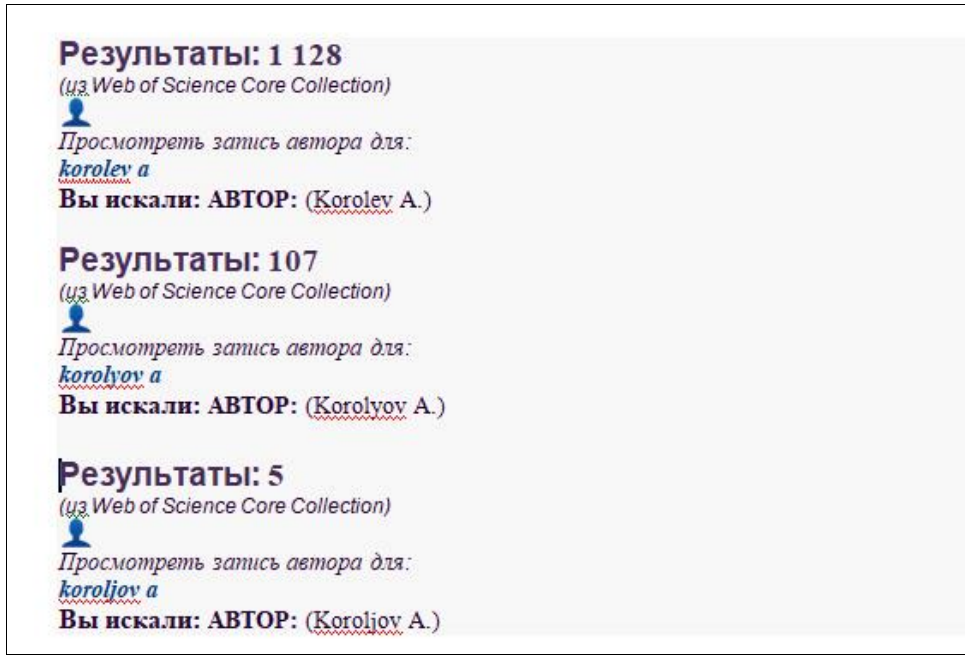 Результаты: 1 128
(из Web of Science Core Collection)
Просмотреть запись автора для:
korolev a
Вы искали: АВТОР: (Korolev A.)
Результаты: 107
(из Web of Science Core Collection)
Просмотреть запись автора для:
korolyov a
Вы искали: АВТОР: (Korolyov A.)
Результаты: 5
(из Web of Science Core Collection)
Просмотреть запись автора для:
koroljov a
Вы искали: АВТОР: (Koroljov A.)